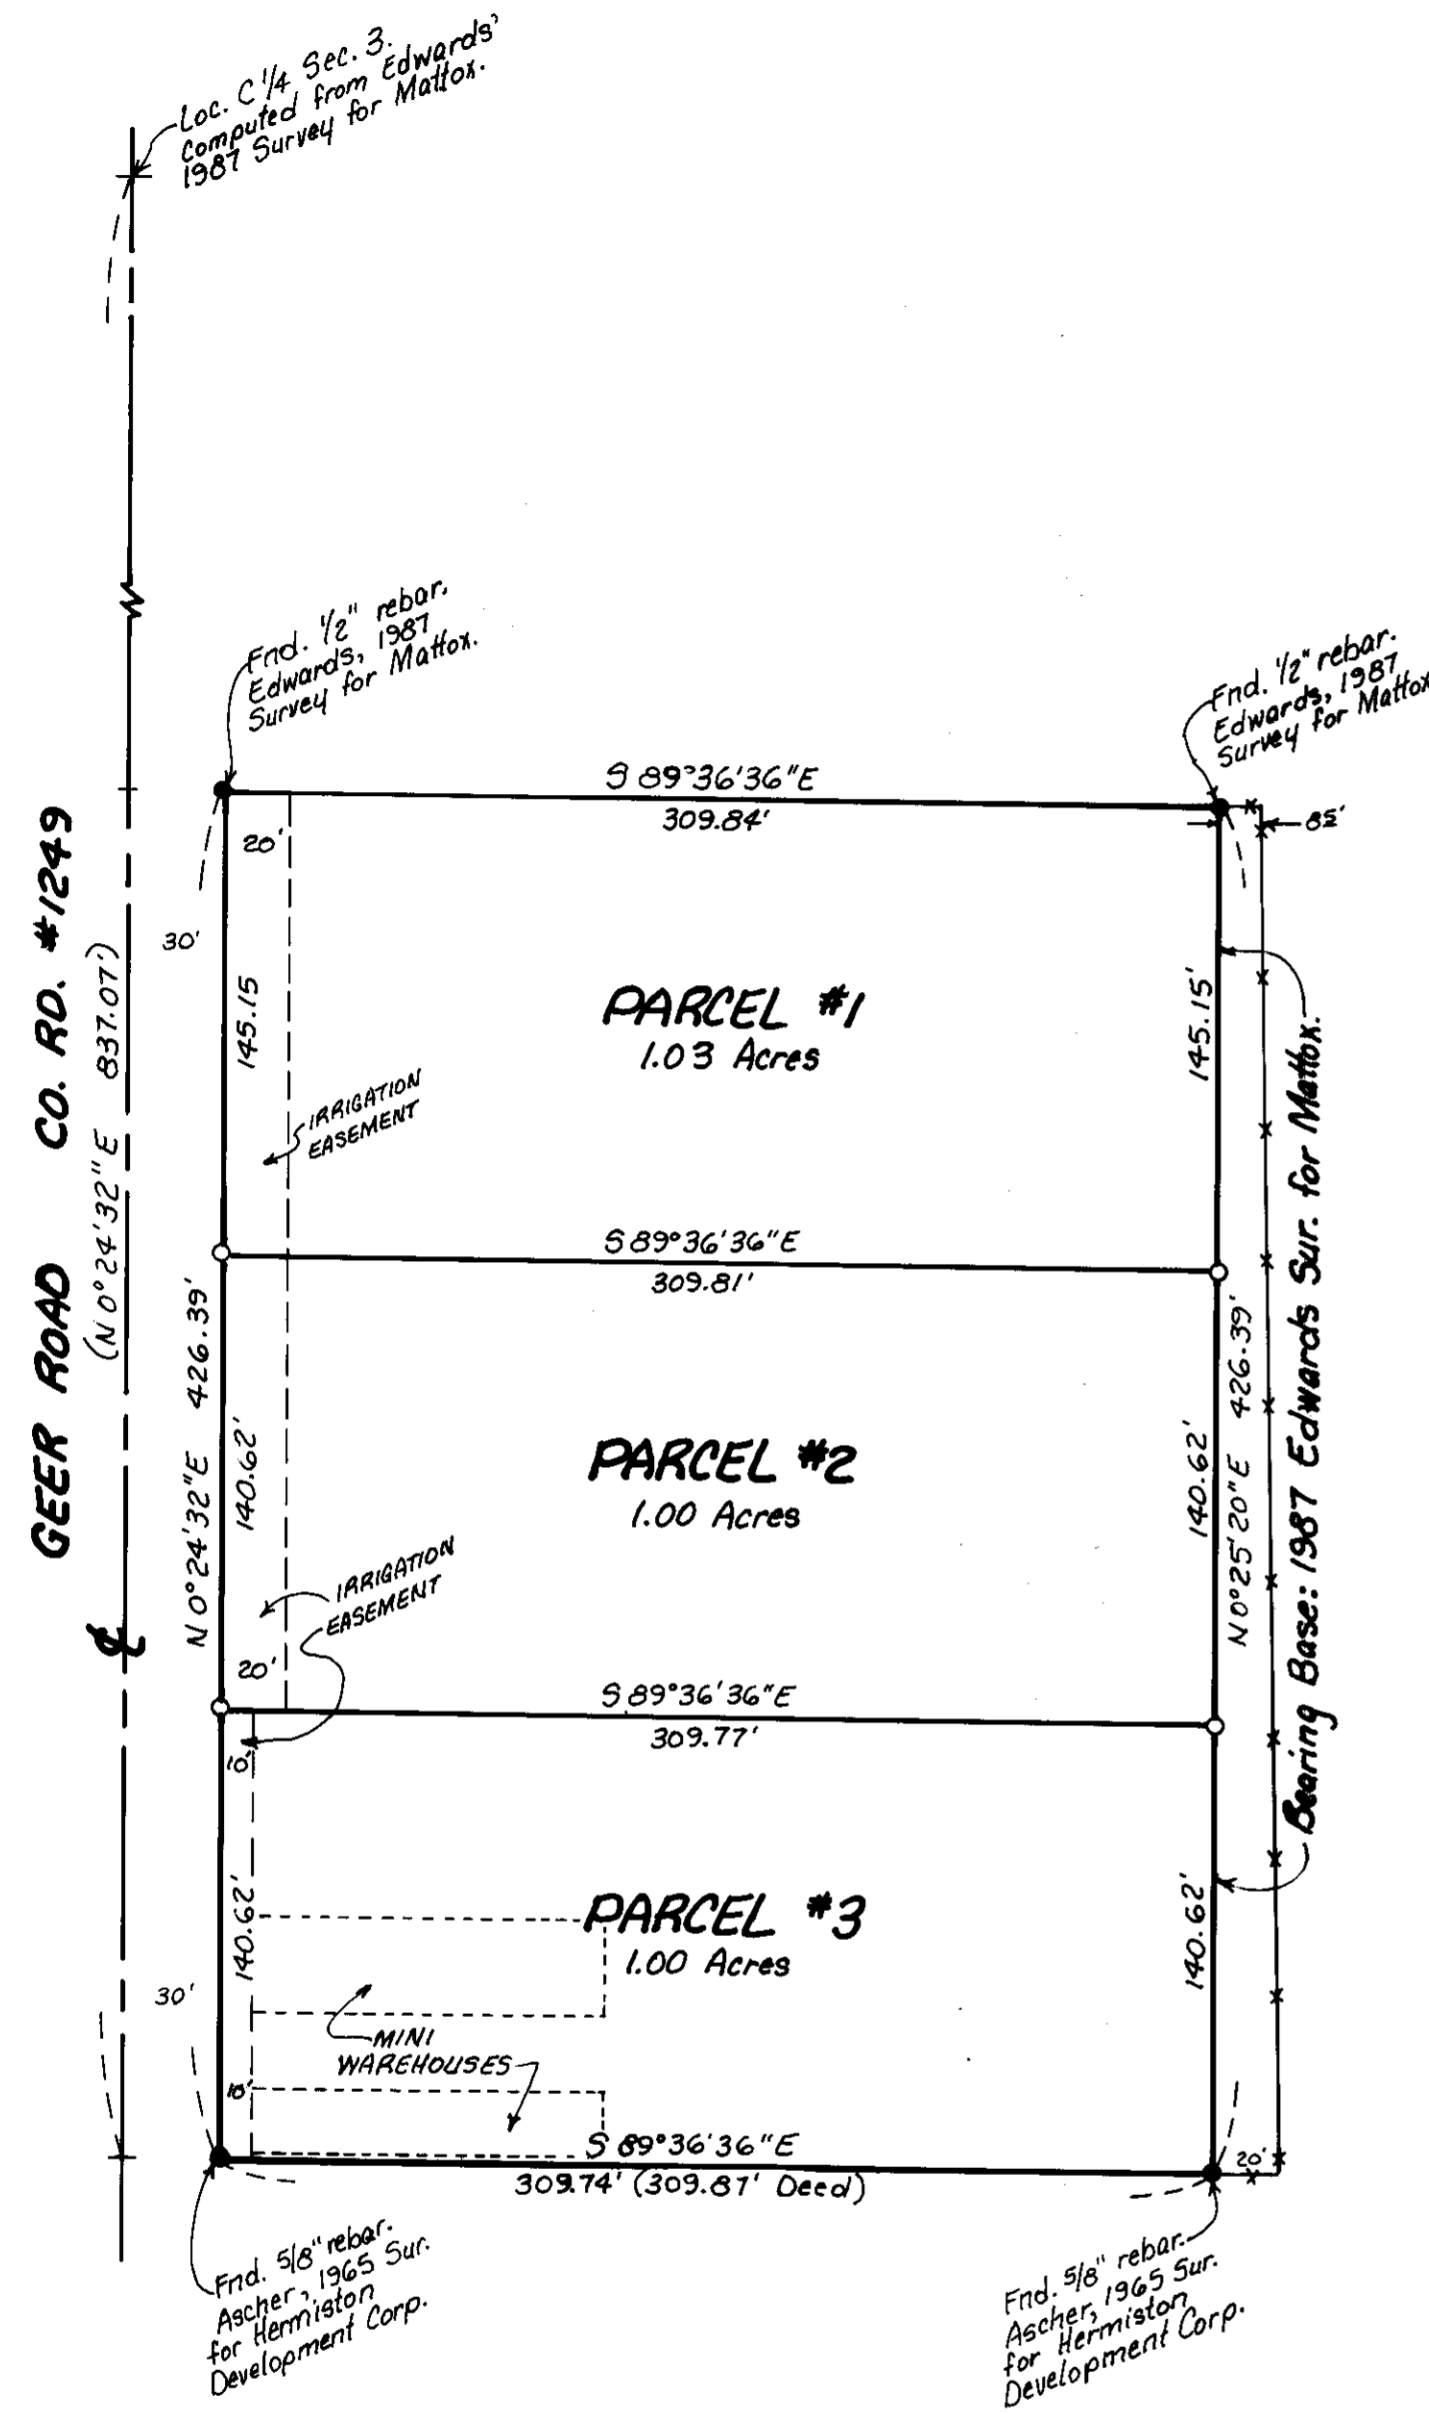 Loc. C 1/4 Sec. 3.
Computed from Edwards'
1987 Survey for Mattox.
Fnd. 1/2" rebar.
Edwards, 1987
Survey for Mattox.
Fnd. 1/2" rebar.
Edwards, 1987
Survey for Mattox
S 89°36'36"E
309.84'
20'
85'
30'
GEER ROAD CO. RD. #1249
(N 0°24'32"E 837.07')
145.15
PARCEL #1
1.03 Acres
145.15'
IRRIGATION
EASEMENT
S 89°36'36"E
309.81'
N 0°24'32"E 426.39'
140.62'
PARCEL #2
1.00 Acres
140.62'
N 0°25'20"E 426.39'
Bearing Base: 1987 Edwards Sur. for Mattox.
IRRIGATION
EASEMENT
20'
S 89°36'36"E
309.77'
10'
140.62'
PARCEL #3
1.00 Acres
140.62'
30'
MINI
WAREHOUSES
10'
S 89°36'36"E
309.74' (309.87' Deed)
20'
Fnd. 5/8" rebar.
Ascher, 1965 Sur.
for Hermiston
Development Corp.
Fnd. 5/8" rebar.
Ascher, 1965 Sur.
for Hermiston
Development Corp.